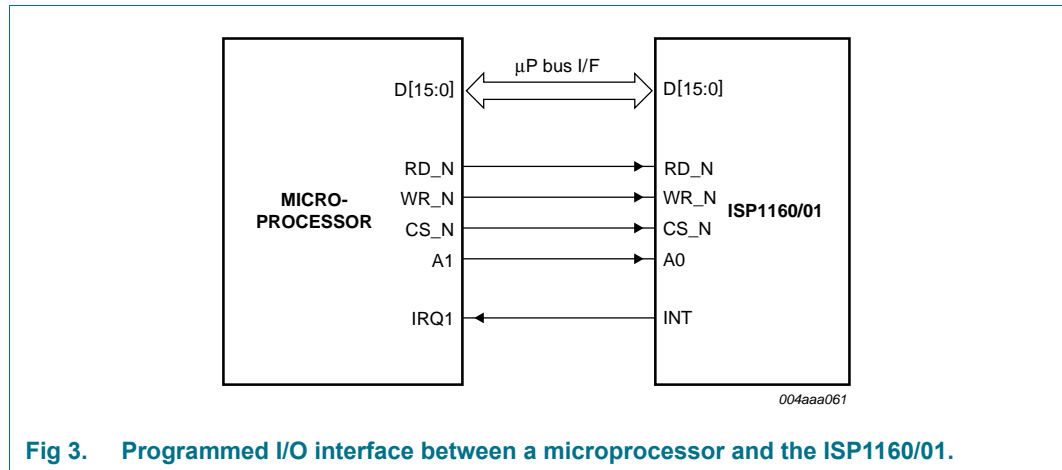 µP bus I/F
D[15:0] D[15:0]
RD_N RD_N
WR_N WR_N
MICRO-
PROCESSOR
ISP1160/01
CS_N CS_N
A1 A0
IRQ1 INT
004aaa061
Fig 3. Programmed I/O interface between a microprocessor and the ISP1160/01.